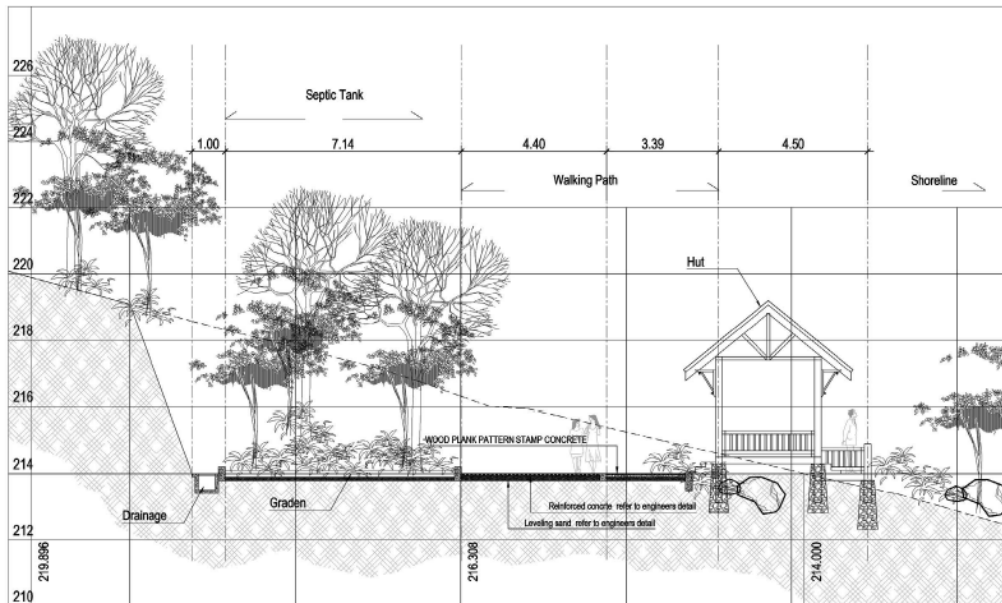 226
Septic Tank
224
1.00
7.14
4.40
3.39
4.50
Walking Path
Shoreline
222
220
Hut
218
216
WOOD PLANK PATTERN STAMP CONCRETE
214
Graden
Drainage
Reinforced concrte refer to engineers detail
Leveling sand refer to engineers detail
212
219.896
216.308
214.000
210